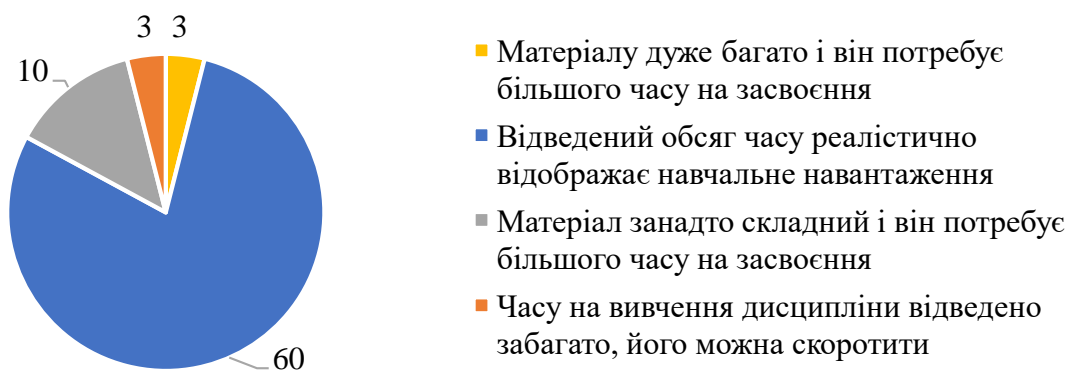 3 3
10
60
Матеріалу дуже багато і він потребує
більшого часу на засвоєння
Відведений обсяг часу реалістично
відображає навчальне навантаження
Матеріал занадто складний і він потребує
більшого часу на засвоєння
Часу на вивчення дисципліни відведено
забагато, його можна скоротити